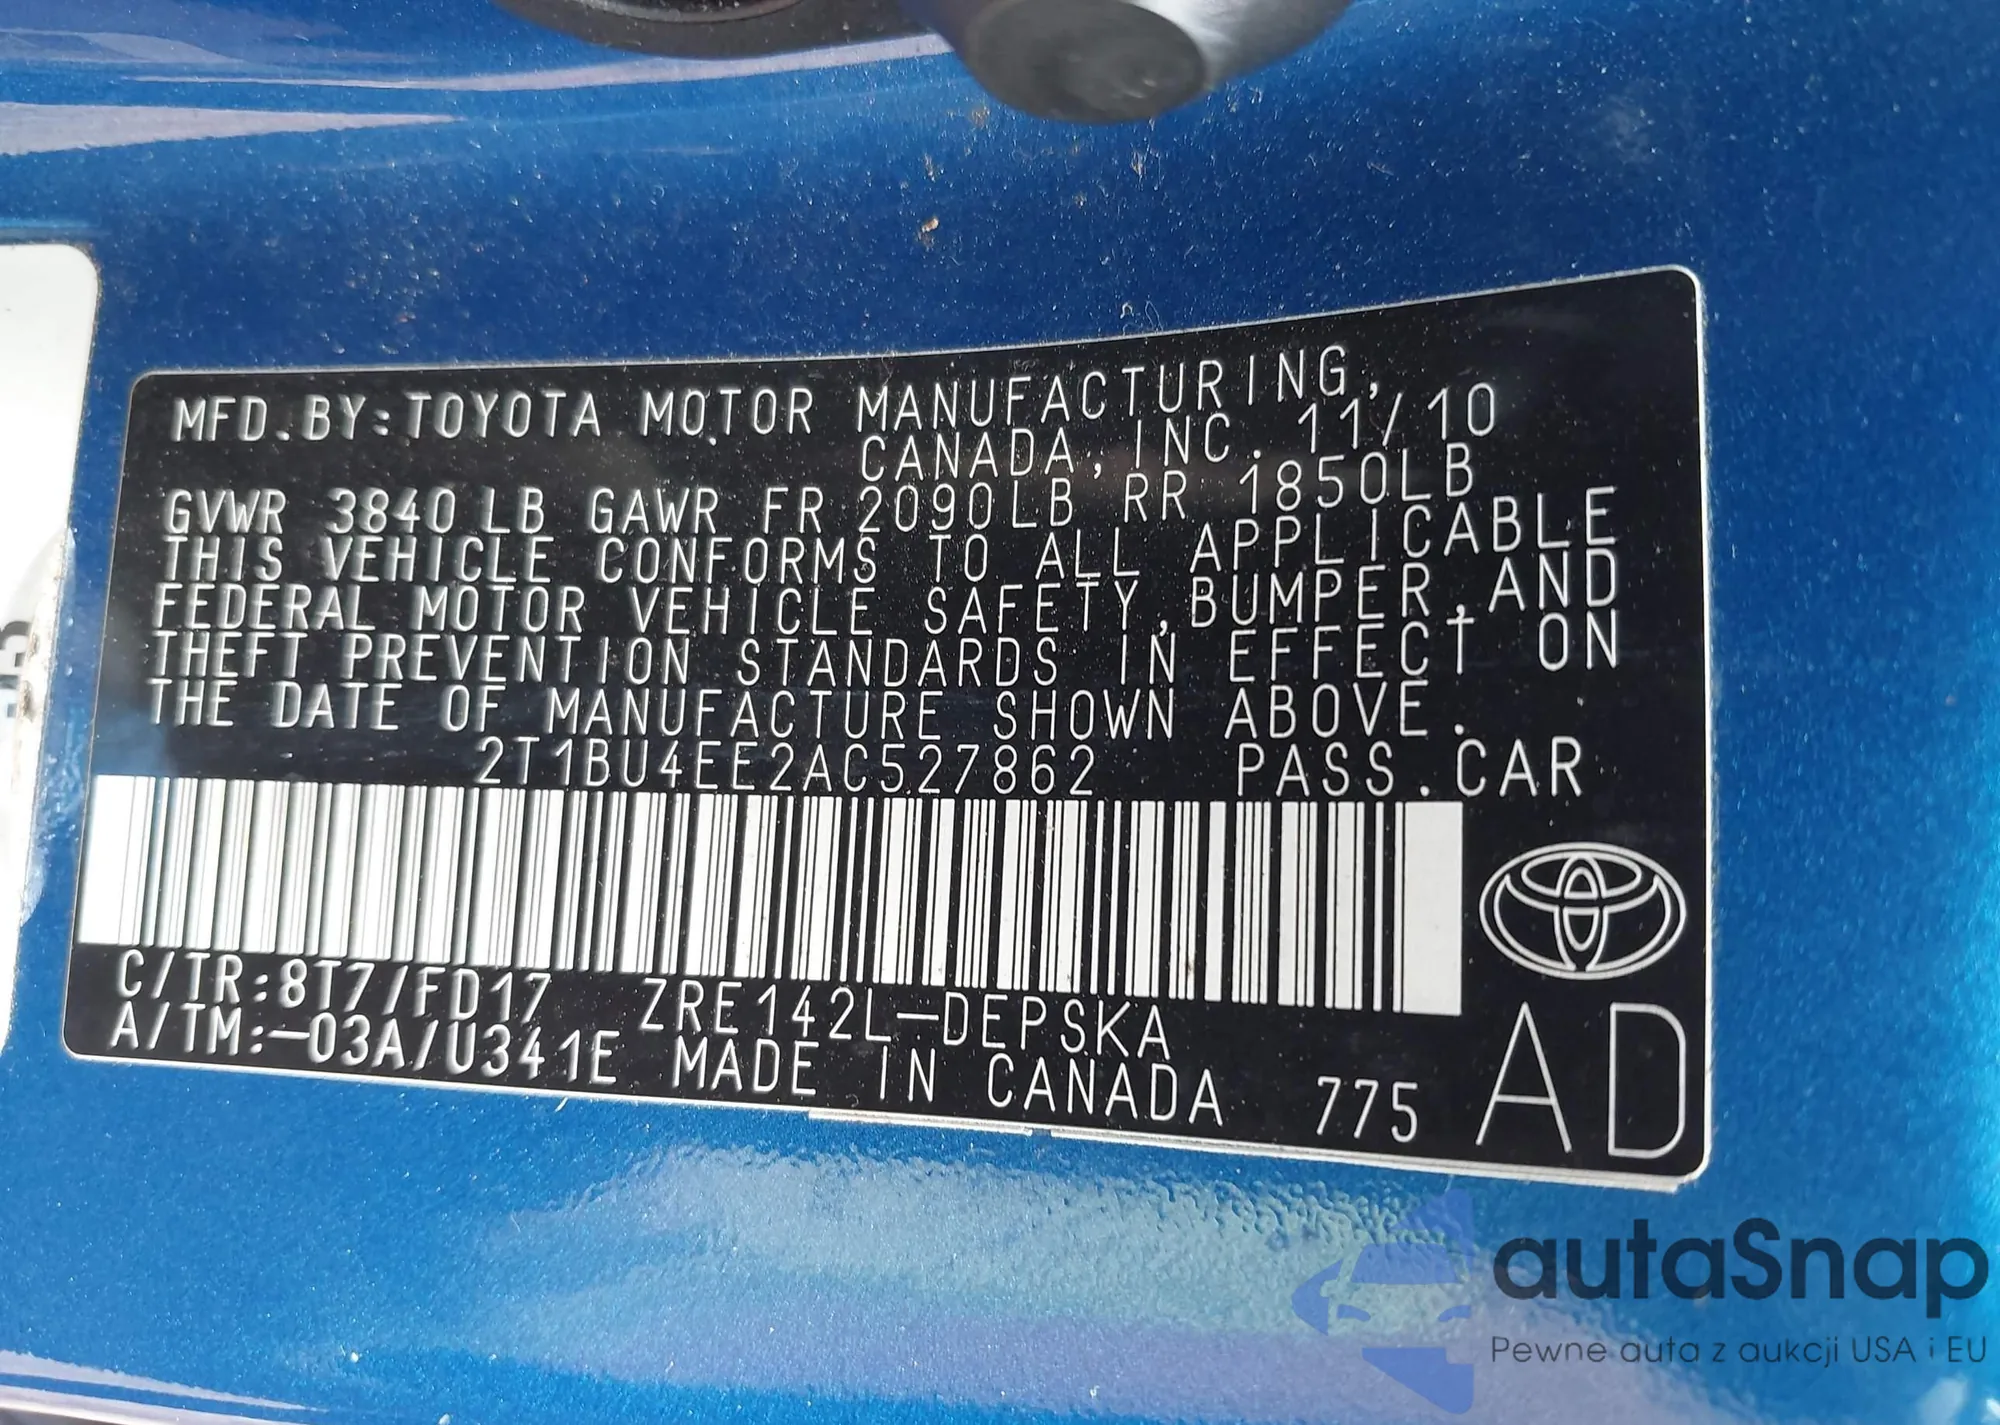 MFD.BY:TOYOTA MOTOR MANUFACTURING,
CANADA,INC. 11/10
GVWR 3840LB GAWR FR 2090LB RR 1850LB
THIS VEHICLE CONFORMS TO ALL APPLICABLE
FEDERAL MOTOR VEHICLE SAFETY,BUMPER,AND
THEFT PREVENTION STANDARDS IN EFFECT ON
THE DATE OF MANUFACTURE SHOWN ABOVE.
2T1BU4EE2AC527862 PASS.CAR
C/TR:8T7/FD17 ZRE142L-DEPSKA
A/TM:-03A/U341E MADE IN CANADA 775 AD
autaSnap
Pewne auta z aukcji USA i EU